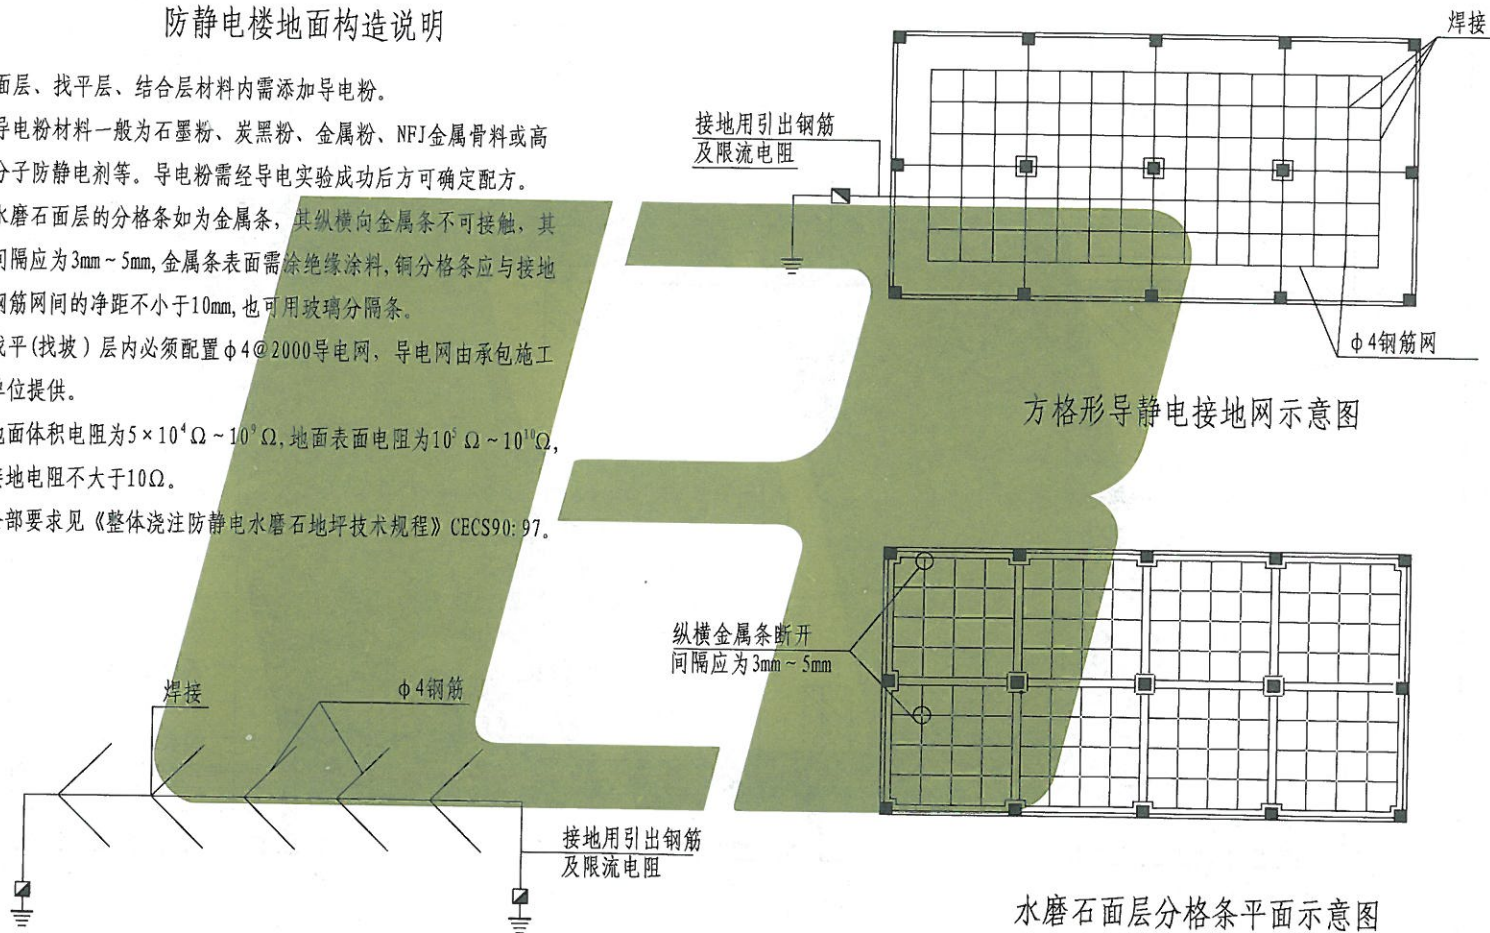 防静电楼地面构造说明
面层、找平层、结合层材料内需添加导电粉。
导电粉材料一般为石墨粉、炭黑粉、金属粉、NFJ金属骨料或高
分子防静电剂等。导电粉需经导电实验成功后方可确定配方。
水磨石面层的分格条如为金属条，其纵横向金属条不可接触，其
间隔应为3mm~5mm,金属条表面需涂绝缘涂料,铜分格条应与接地
钢筋网间的净距不小于10mm,也可用玻璃分隔条。
找平(找坡）层内必须配置φ4@2000导电网，导电网由承包施工
单位提供。
地面体积电阻为5×10⁴Ω~10⁹Ω,地面表面电阻为10⁵Ω~10¹⁰Ω,
接地电阻不大于10Ω。
全部要求见《整体浇注防静电水磨石地坪技术规程》CECS90:97。
焊接
接地用引出钢筋
及限流电阻
φ4钢筋网
方格形导静电接地网示意图
纵横金属条断开
间隔应为3mm~5mm
水磨石面层分格条平面示意图
焊接
φ4钢筋
接地用引出钢筋
及限流电阻